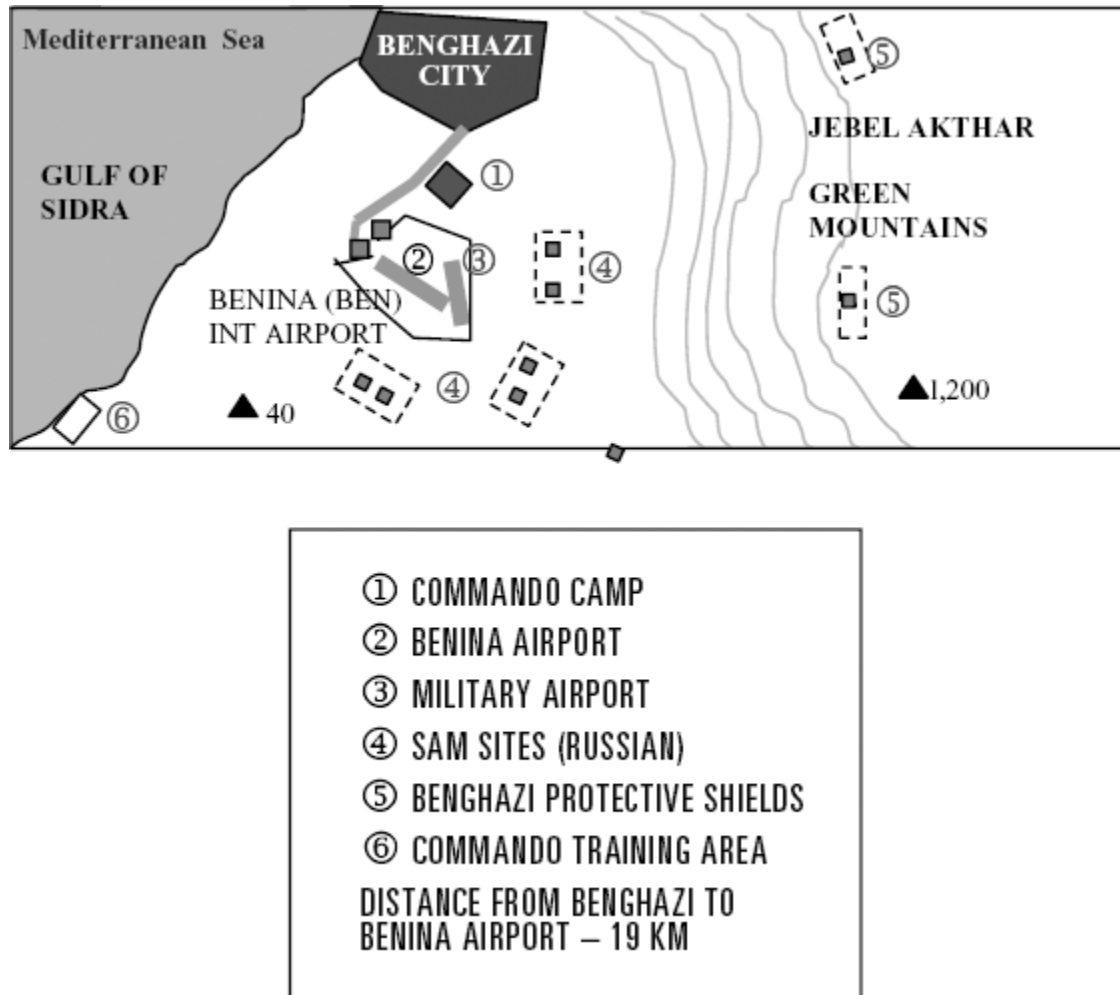 Mediterranean Sea
BENGHAZI
CITY
⑤
JEBEL AKTHAR
GULF OF
SIDRA
①
GREEN
MOUNTAINS
②
③
④
BENINA (BEN)
INT AIRPORT
⑤
④
⑥
40
1,200
① COMMANDO CAMP
② BENINA AIRPORT
③ MILITARY AIRPORT
④ SAM SITES (RUSSIAN)
⑤ BENGHAZI PROTECTIVE SHIELDS
⑥ COMMANDO TRAINING AREA
DISTANCE FROM BENGHAZI TO
BENINA AIRPORT – 19 KM